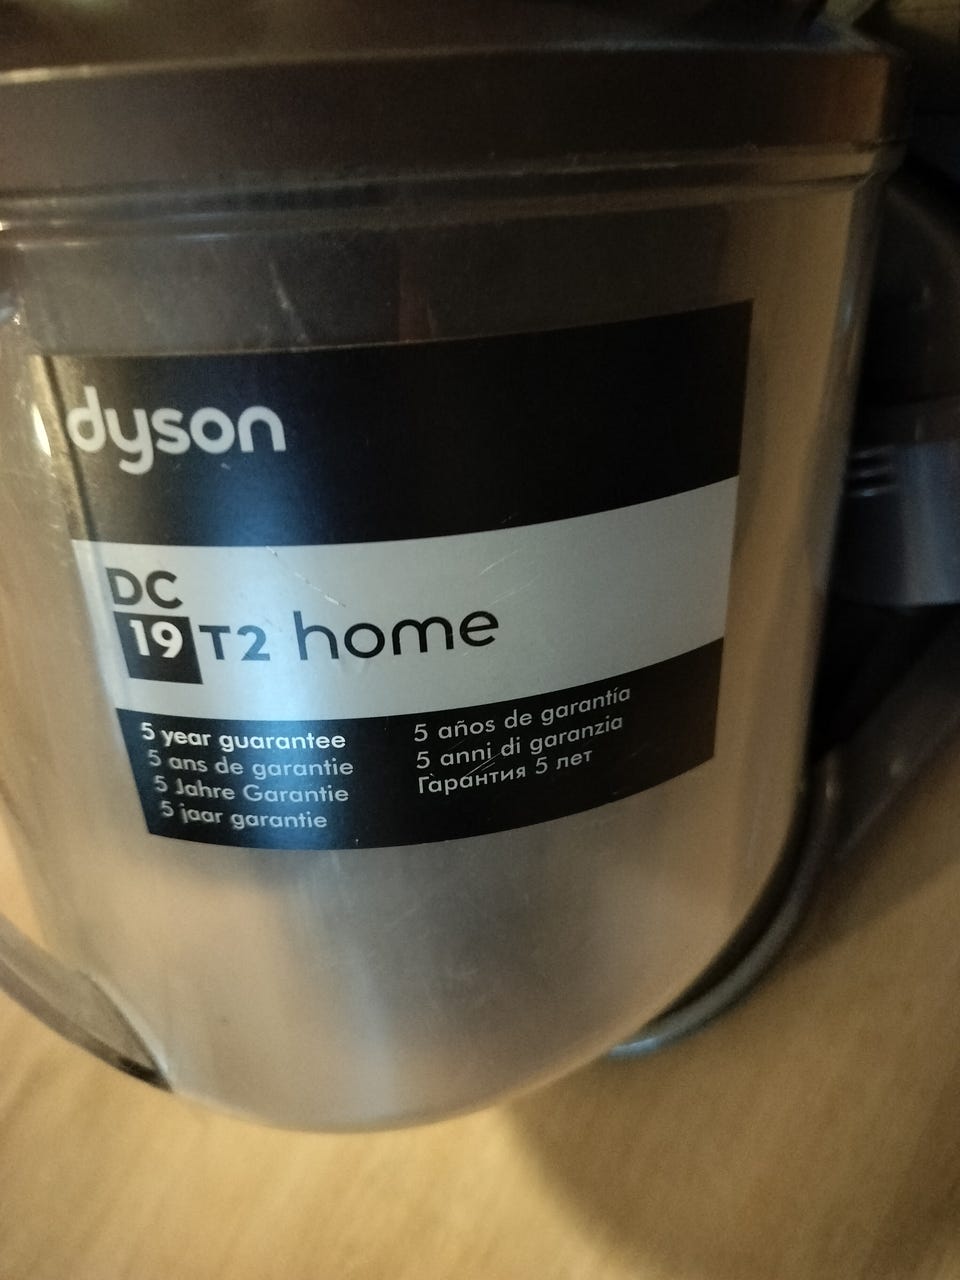 dyson
DC
19 T2 home
5 year guarantee
5 ans de garantie
5 Jahre Garantie
5 jaar garantie
5 años de garantía
5 anni di garanzia
Гарантия 5 лет